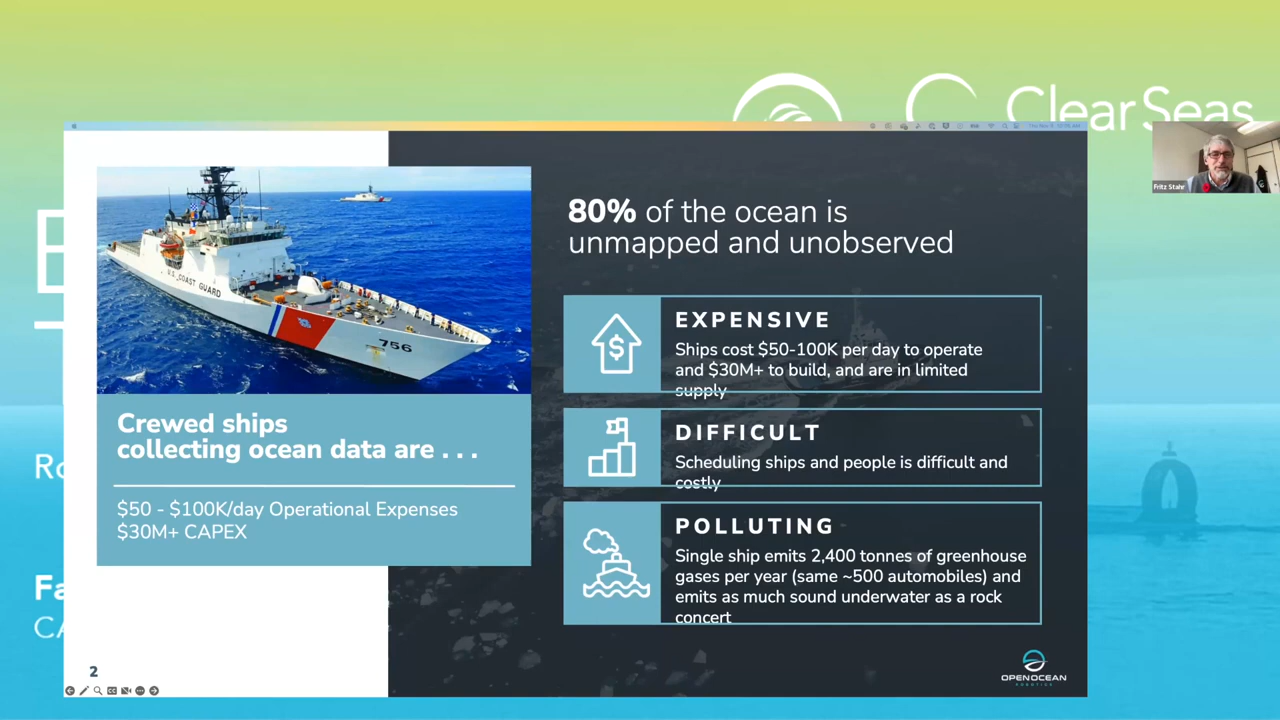 ClearSeas
Fritz Stahr
U.S. COAST GUARD
756
Crewed ships
collecting ocean data are . . .
$50 - $100K/day Operational Expenses
$30M+ CAPEX
80% of the ocean is
unmapped and unobserved
EXPENSIVE
Ships cost $50-100K per day to operate
and $30M+ to build, and are in limited
supply
DIFFICULT
Scheduling ships and people is difficult and
costly
POLLUTING
Single ship emits 2,400 tonnes of greenhouse
gases per year (same ~500 automobiles) and
emits as much sound underwater as a rock
concert
2
OPENOCEAN
ROBOTICS